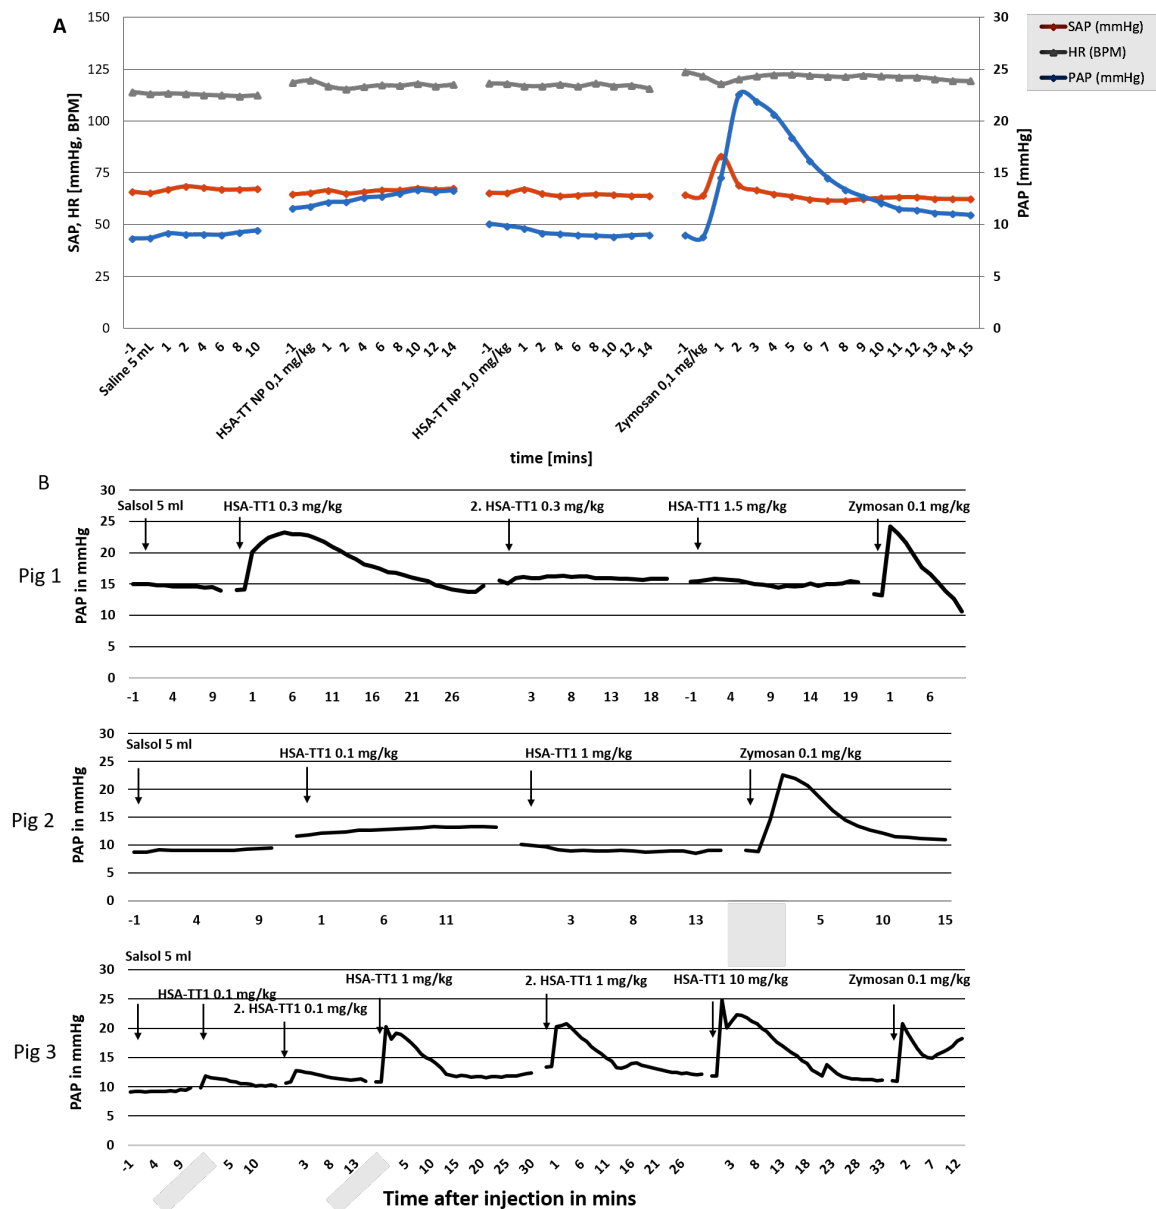 A
150
125
100
75
50
25
0
SAP, HR [mmHg, BPM]
30
25
20
15
10
5
0
PAP [mmHg]
SAP (mmHg)
HR (BPM)
PAP (mmHg)
-1 Saline 5 mL 1 2 4 6 8 10
-1 HSA-TT NP 0,1 mg/kg 1 2 4 6 8 10 12 14
-1 HSA-TT NP 1,0 mg/kg 1 2 4 6 8 10 12 14
-1 Zymosan 0,1 mg/kg 1 2 3 4 5 6 7 8 9 10 11 12 13 14 15
time [mins]
B
Pig 1
PAP in mmHg
30
25
20
15
10
5
0
Salsol 5 ml
HSA-TT1 0.3 mg/kg
2. HSA-TT1 0.3 mg/kg
HSA-TT1 1.5 mg/kg
Zymosan 0.1 mg/kg
-1 4 9 1 6 11 16 21 26 3 8 13 18 -1 4 9 14 19 1 6
Pig 2
PAP in mmHg
30
25
20
15
10
5
0
Salsol 5 ml
HSA-TT1 0.1 mg/kg
HSA-TT1 1 mg/kg
Zymosan 0.1 mg/kg
-1 4 9 1 6 11 3 8 13 5 10 15
Pig 3
PAP in mmHg
30
25
20
15
10
5
0
Salsol 5 ml
HSA-TT1 0.1 mg/kg
2. HSA-TT1 0.1 mg/kg
HSA-TT1 1 mg/kg
2. HSA-TT1 1 mg/kg
HSA-TT1 10 mg/kg
Zymosan 0.1 mg/kg
-1 4 9 5 10 3 8 13 5 10 15 20 25 30 1 6 11 16 21 26 3 8 13 18 23 28 33 2 7 12
Time after injection in mins